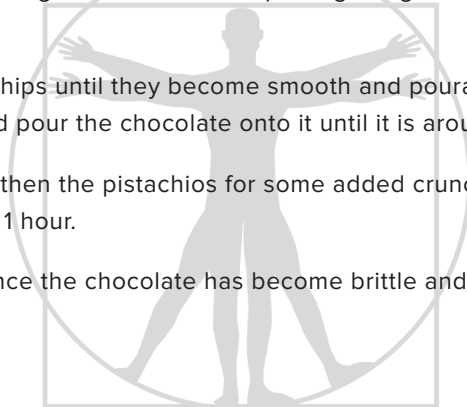 hips until they become smooth and poura
d pour the chocolate onto it until it is arou
then the pistachios for some added crunc
1 hour.
nce the chocolate has become brittle and